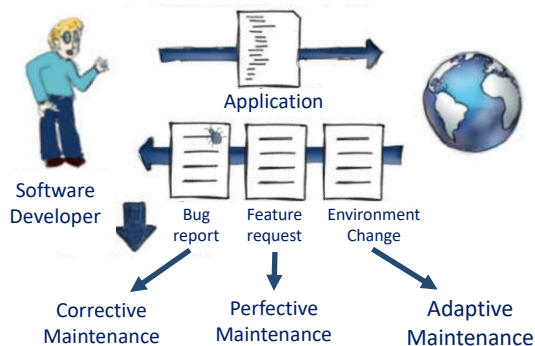 Application
Software
Developer
Bug
report
Feature
request
Environment
Change
Corrective
Maintenance
Perfective
Maintenance
Adaptive
Maintenance